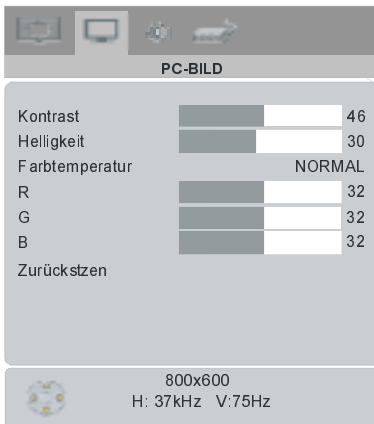 PC-BILD
Kontrast 46
Helligkeit 30
Farbtemperatur NORMAL
R 32
G 32
B 32
Zurückstzen
800x600
H: 37kHz V:75Hz